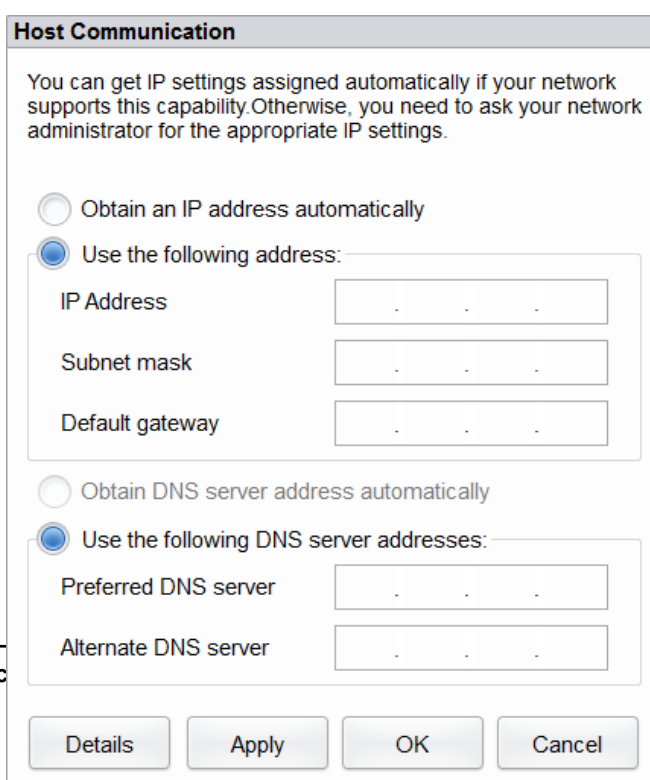 Host Communication
You can get IP settings assigned automatically if your network
supports this capability.Otherwise, you need to ask your network
administrator for the appropriate IP settings.
Obtain an IP address automatically
Use the following address:
IP Address . . .
Subnet mask . . .
Default gateway . . .
Obtain DNS server address automatically
Use the following DNS server addresses:
Preferred DNS server . . .
Alternate DNS server . . .
Details Apply OK Cancel